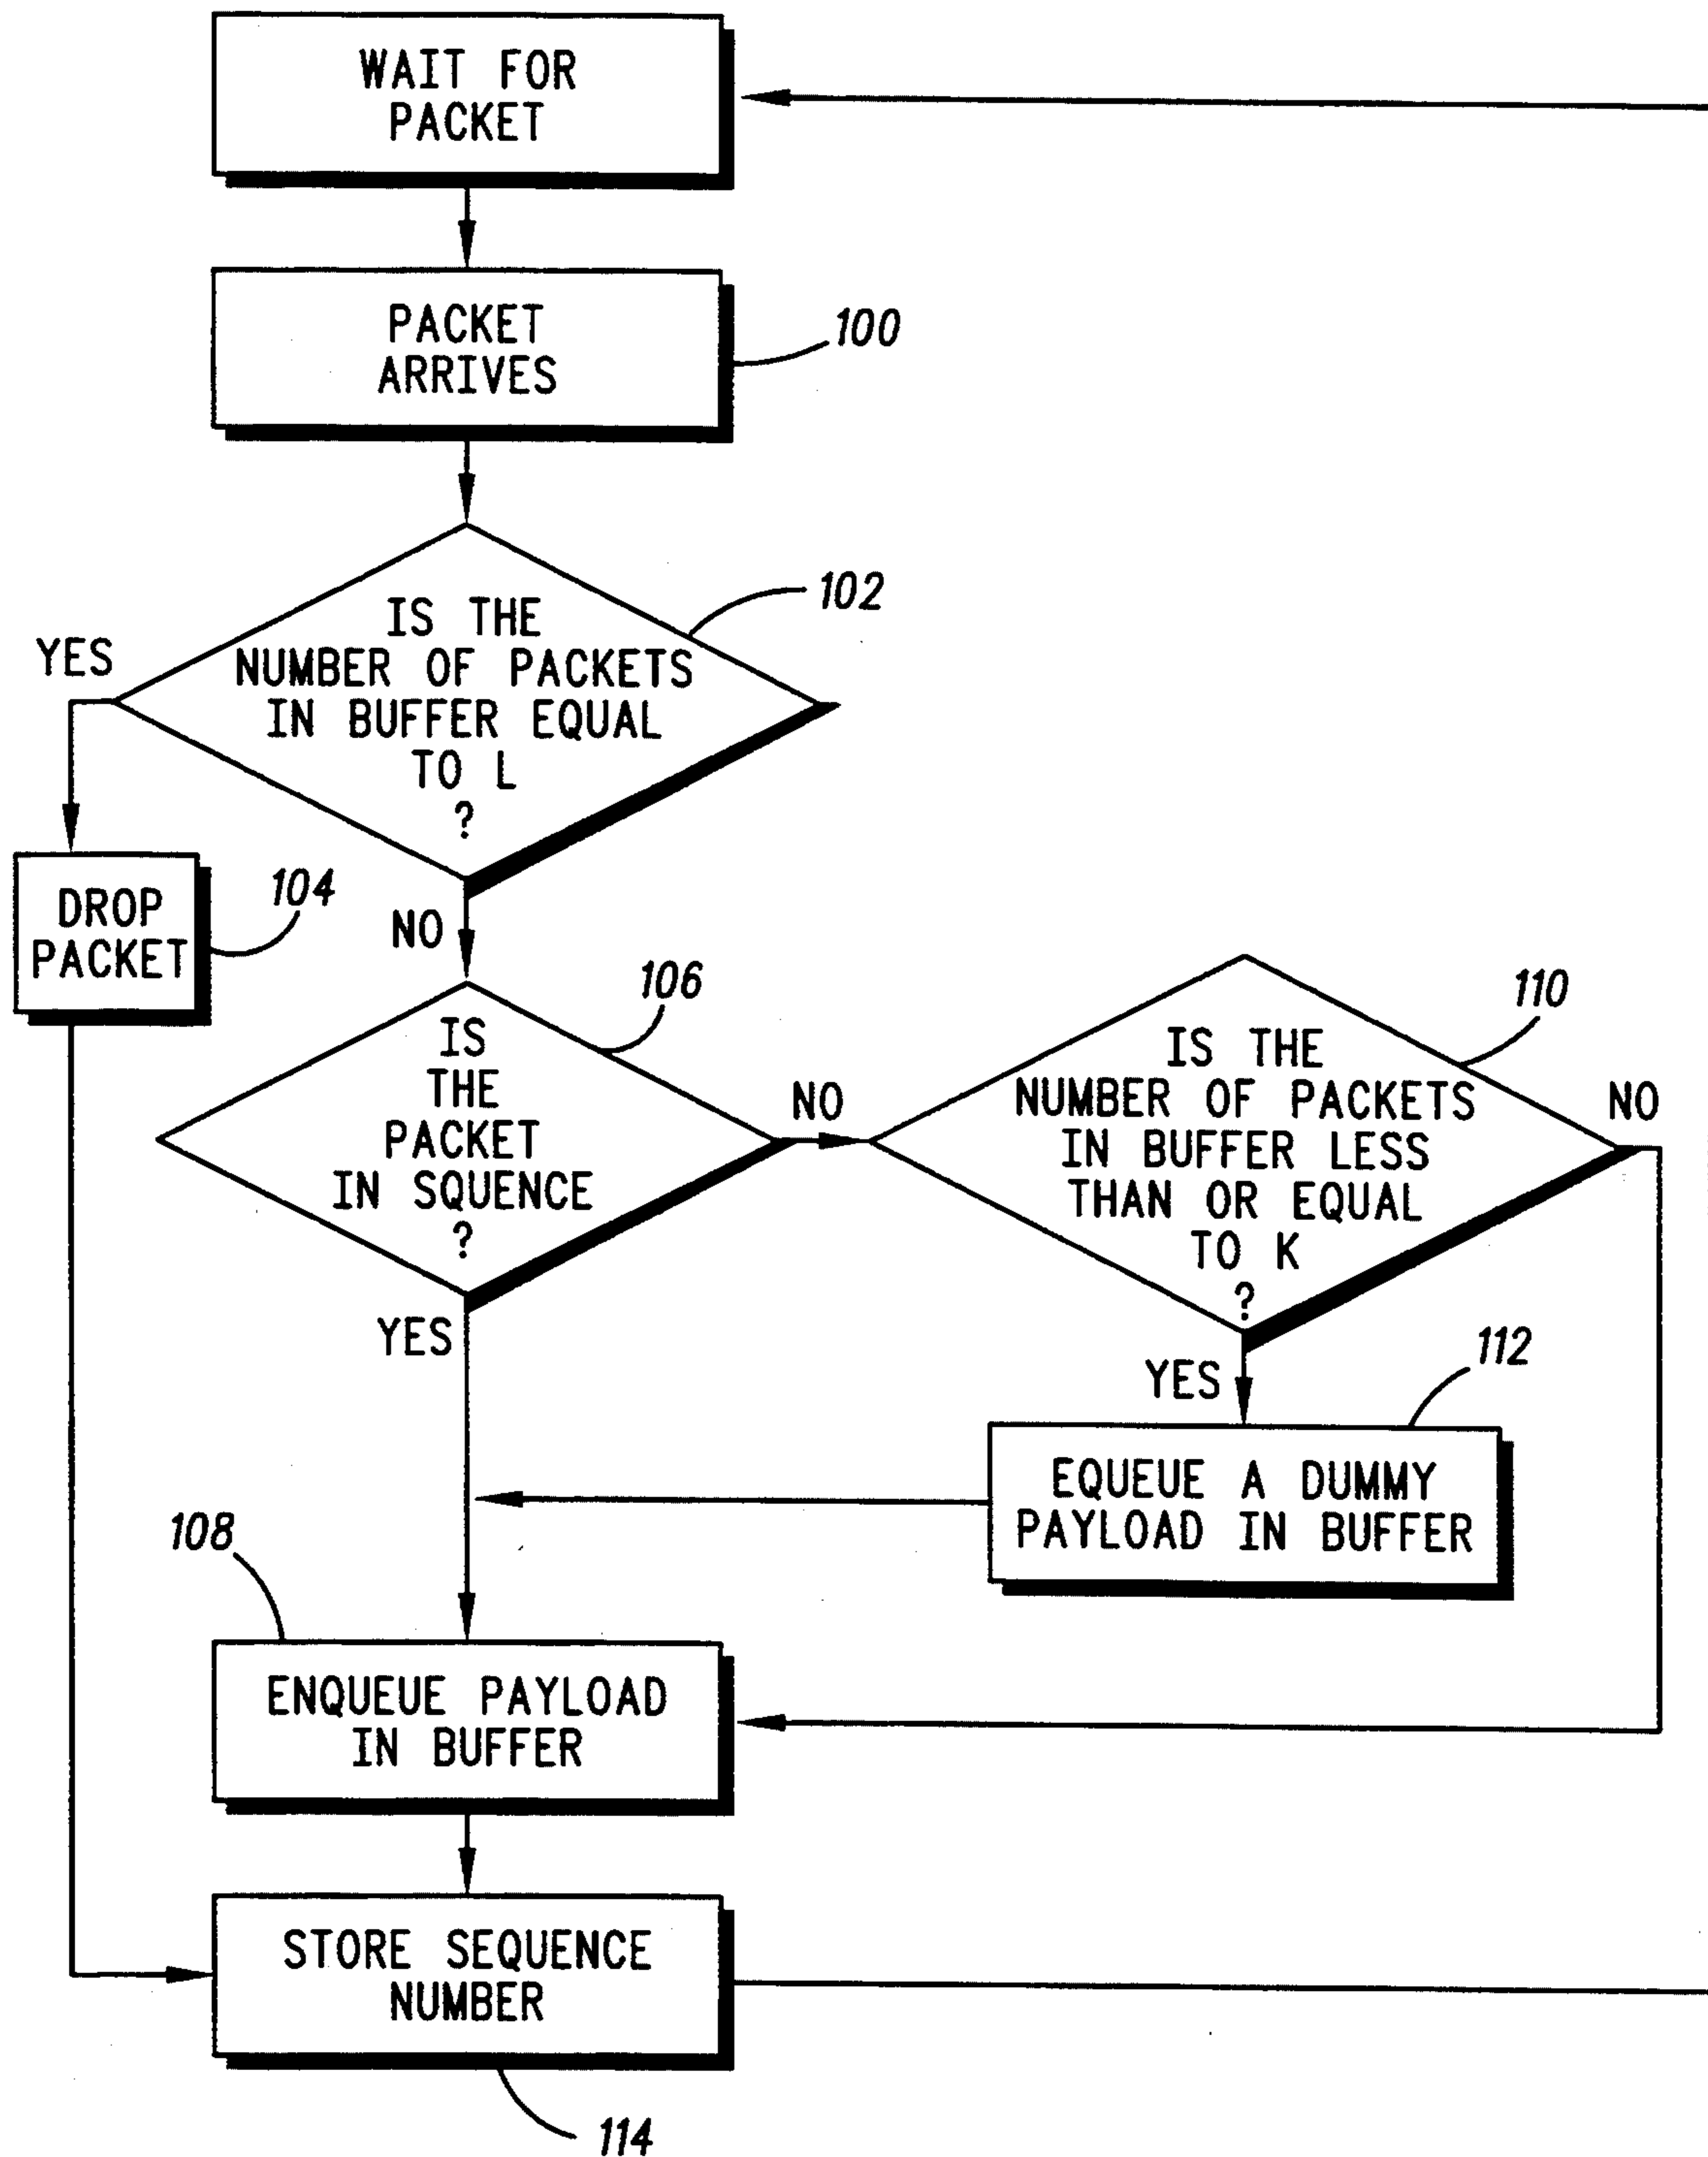 WAIT FOR
PACKET
PACKET
ARRIVES
100
IS THE
NUMBER OF PACKETS
IN BUFFER EQUAL
TO L
?
102
YES
DROP
PACKET
104
NO
IS
THE
PACKET
IN SQUENCE
?
106
NO
IS THE
NUMBER OF PACKETS
IN BUFFER LESS
THAN OR EQUAL
TO K
?
110
NO
YES
YES
112
EQUEUE A DUMMY
PAYLOAD IN BUFFER
108
ENQUEUE PAYLOAD
IN BUFFER
STORE SEQUENCE
NUMBER
114